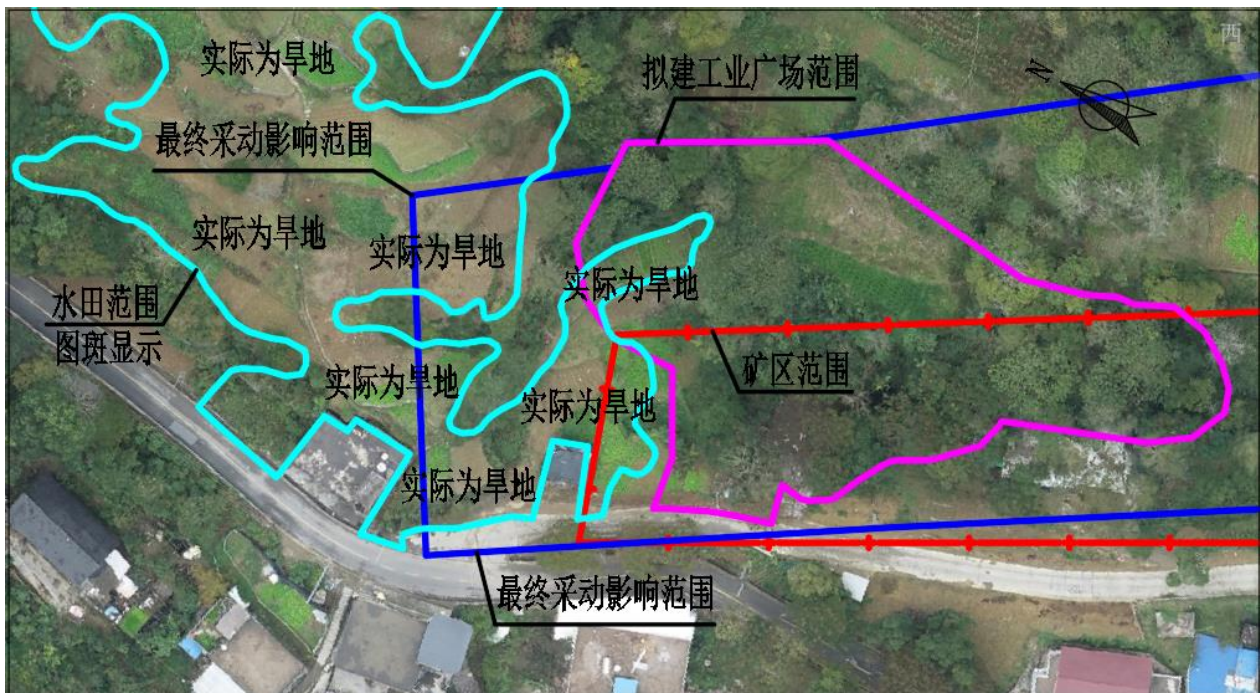 西
实际为旱地
拟建工业广场范围
N
最终采动影响范围
实际为旱地
实际为旱地
实际为旱地
水田范围
图斑显示
矿区范围
实际为旱地
实际为旱地
实际为旱地
最终采动影响范围